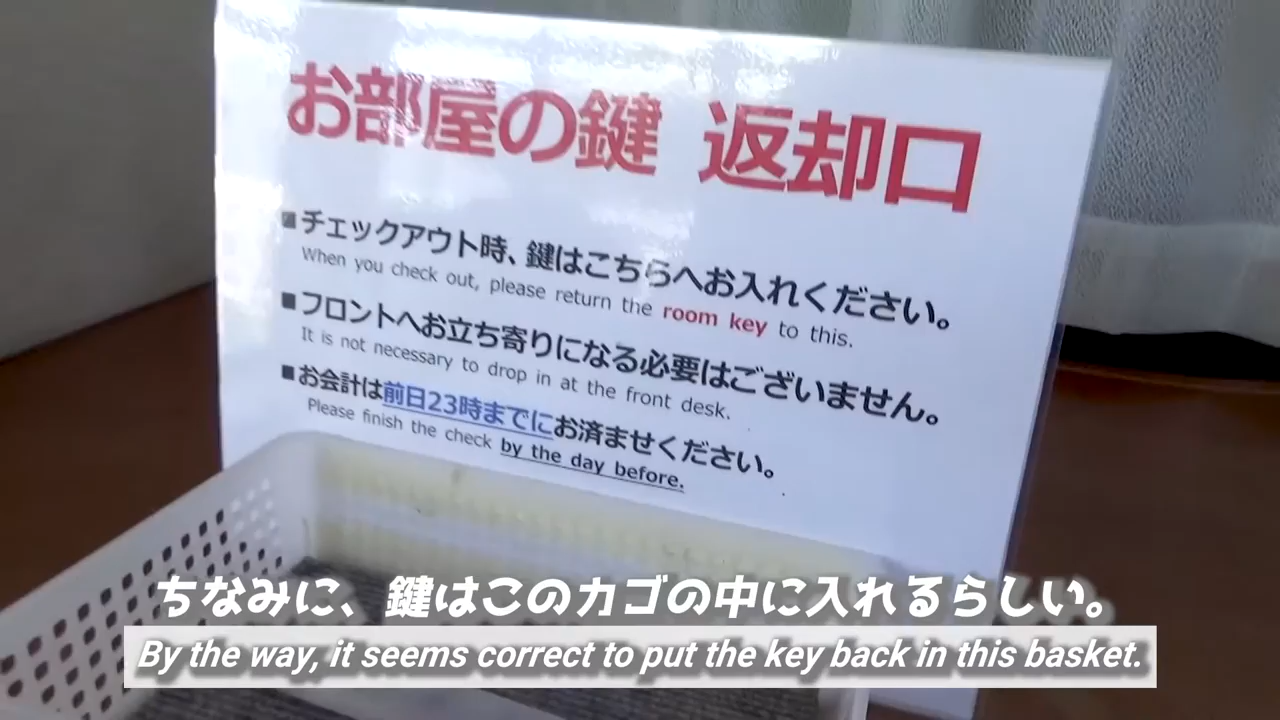 お部屋の鍵 返却口
■チェックアウト時、鍵はこちらへお入れください。
When you check out, please return the room key to this.
■フロントへお立ち寄りになる必要はございません。
It is not necessary to drop in at the front desk.
■お会計は前日23時までにお済ませください。
Please finish the check by the day before.
ちなみに、鍵はこのカゴの中に入れるらしい。
By the way, it seems correct to put the key back in this basket.